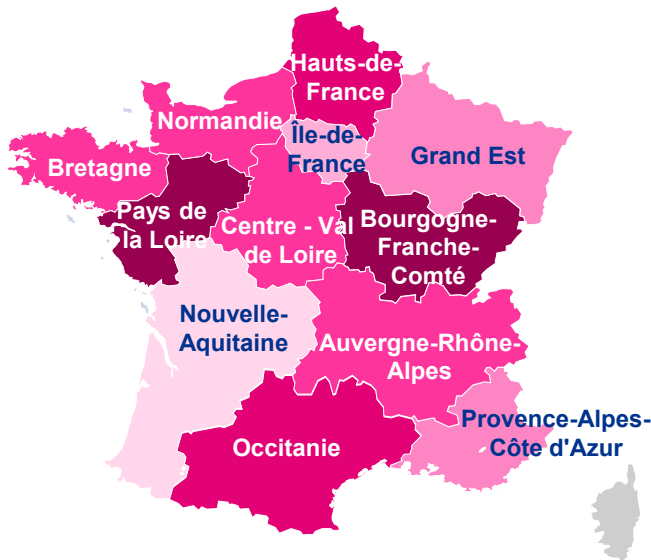 Hauts-de-
France
Normandie
Île-de-
France
Grand Est
Bretagne
Pays de
la Loire
Centre - Val
de Loire
Bourgogne-
Franche-
Comté
Nouvelle-
Aquitaine
Auvergne-Rhône-
Alpes
Provence-Alpes-
Côte d'Azur
Occitanie